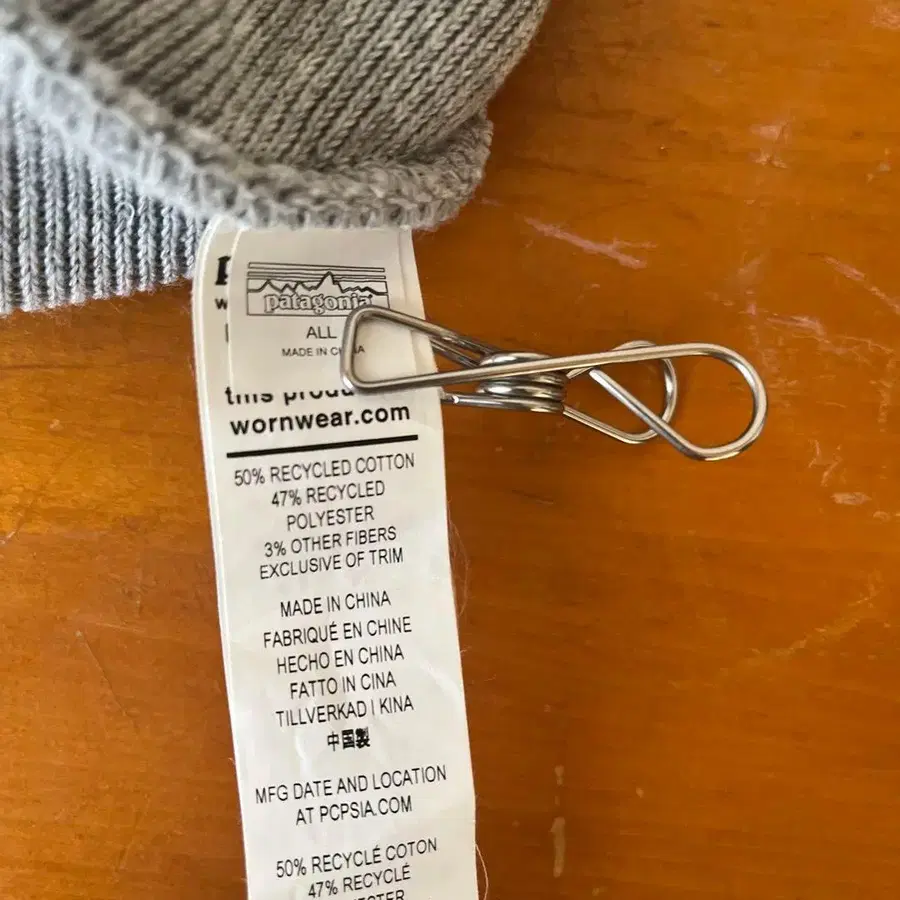 patagonia
ALL
MADE IN CHINA
this
wornwear.com
50% RECYCLED COTTON
47% RECYCLED
POLYESTER
3% OTHER FIBERS
EXCLUSIVE OF TRIM
MADE IN CHINA
FABRIQUÉ EN CHINE
HECHO EN CHINA
FATTO IN CINA
TILLVERKAD I KINA
中国製
MFG DATE AND LOCATION
AT PCPSIA.COM
50% RECYCLÉ COTON
47% RECYCLÉ